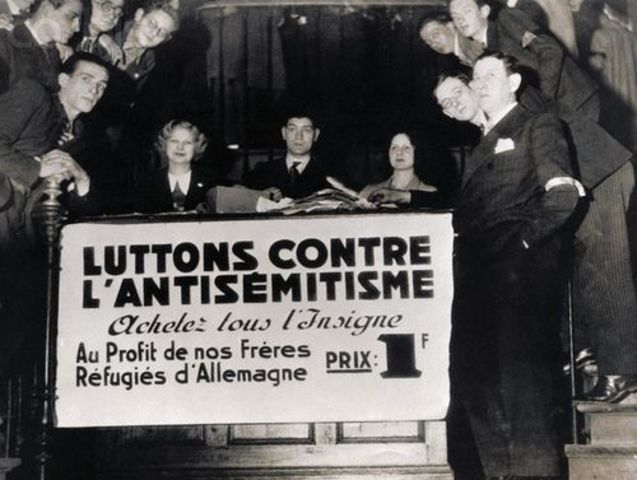 LUTTONS CONTRE
L'ANTISÉMITISME
Achetez tous l'Insigne
Au Profit de nos Frères
Réfugiés d'Allemagne
PRIX: 1F